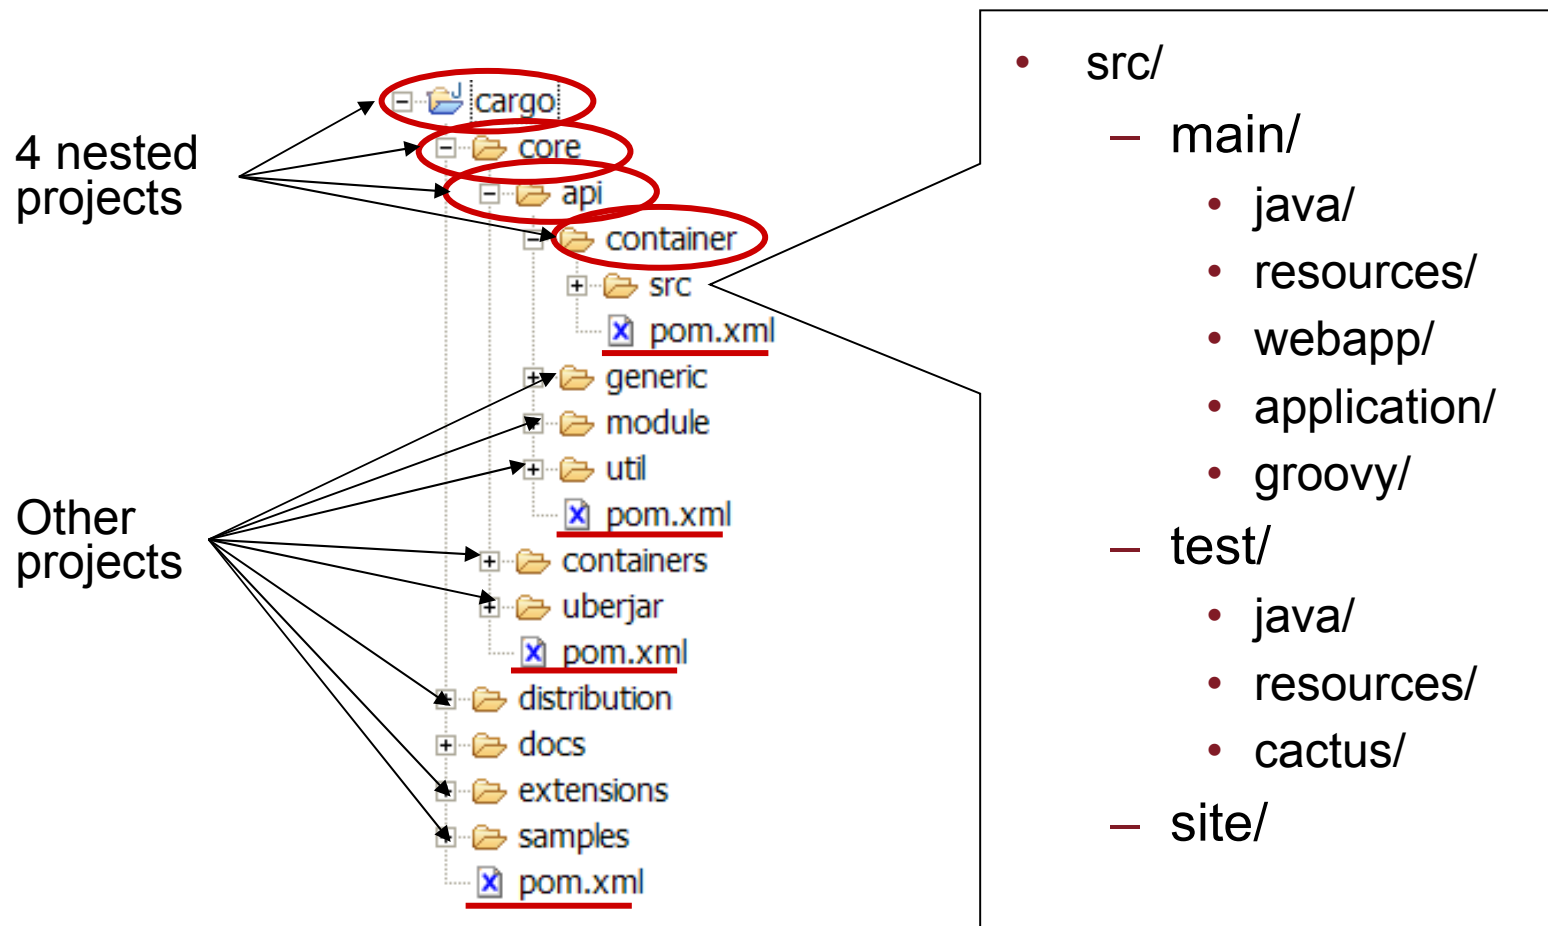 4 nested
projects
Other
projects
cargo
core
api
container
src
pom.xml
generic
module
util
pom.xml
containers
uberjar
pom.xml
distribution
docs
extensions
samples
pom.xml
• src/
– main/
• java/
• resources/
• webapp/
• application/
• groovy/
– test/
• java/
• resources/
• cactus/
– site/